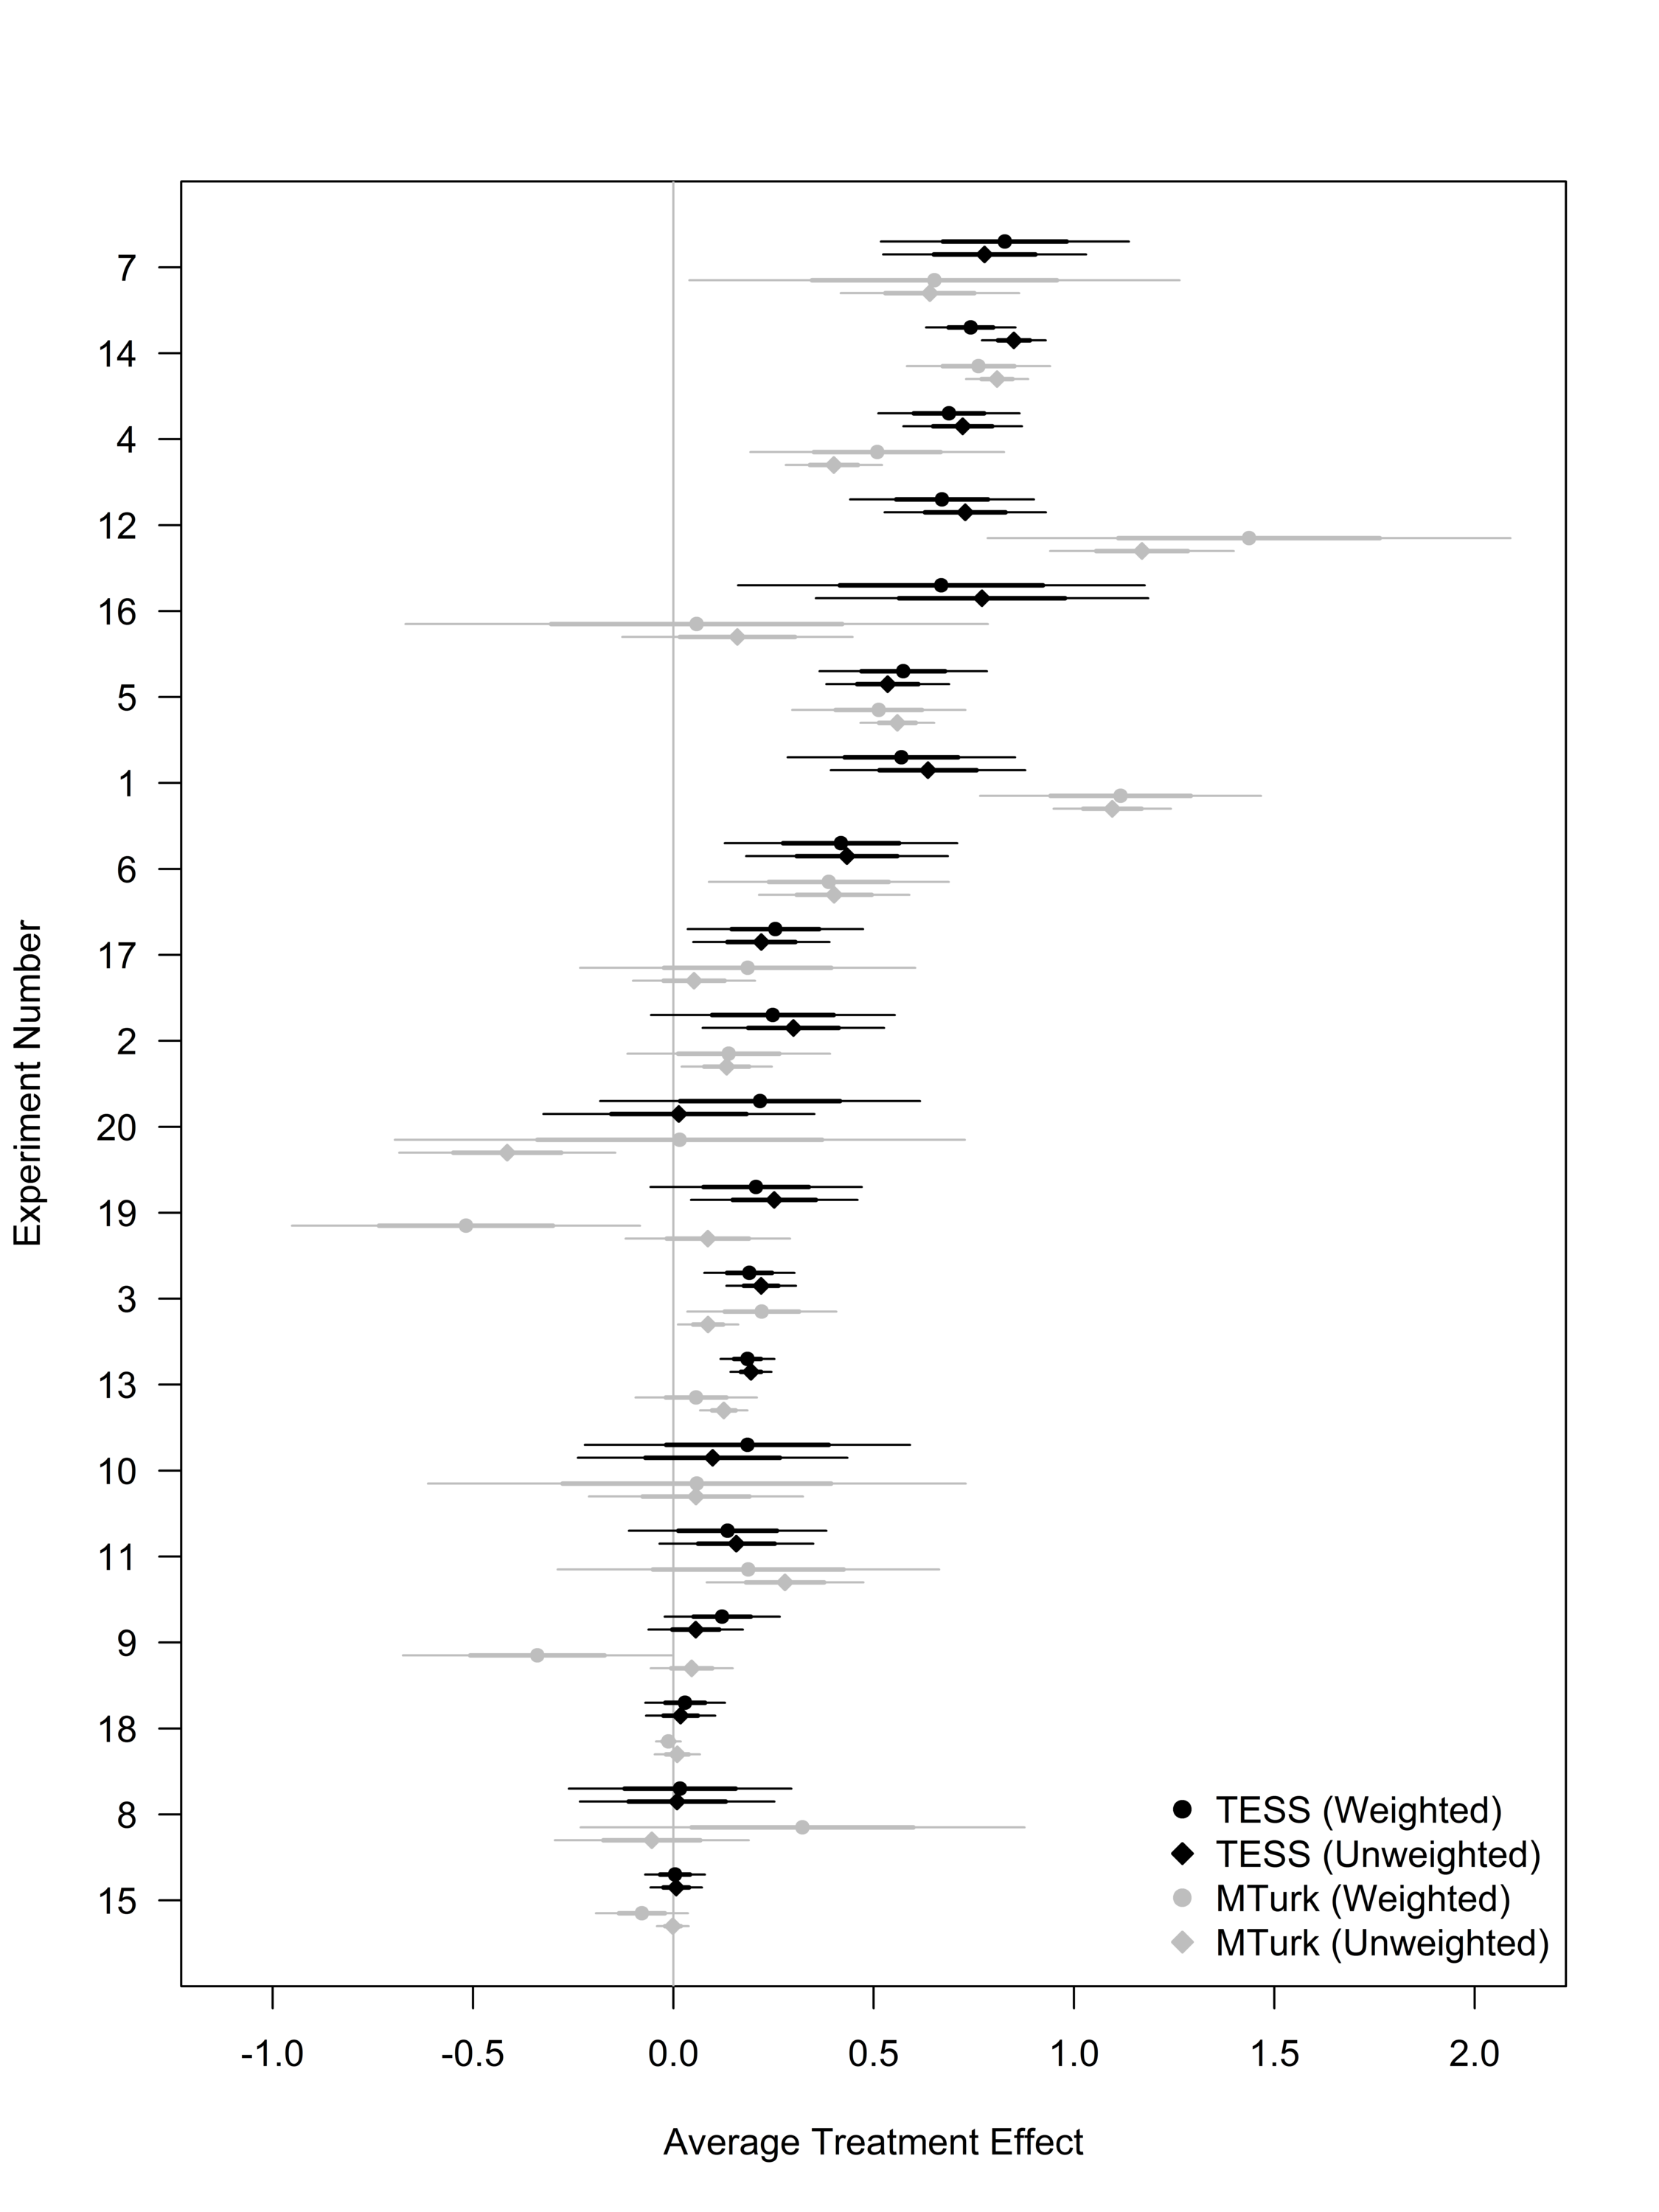 Experiment Number
7
14
4
12
16
5
1
6
17
2
20
19
3
13
10
11
9
18
8
15
TESS (Weighted)
TESS (Unweighted)
MTurk (Weighted)
MTurk (Unweighted)
-1.0 -0.5 0.0 0.5 1.0 1.5 2.0
Average Treatment Effect